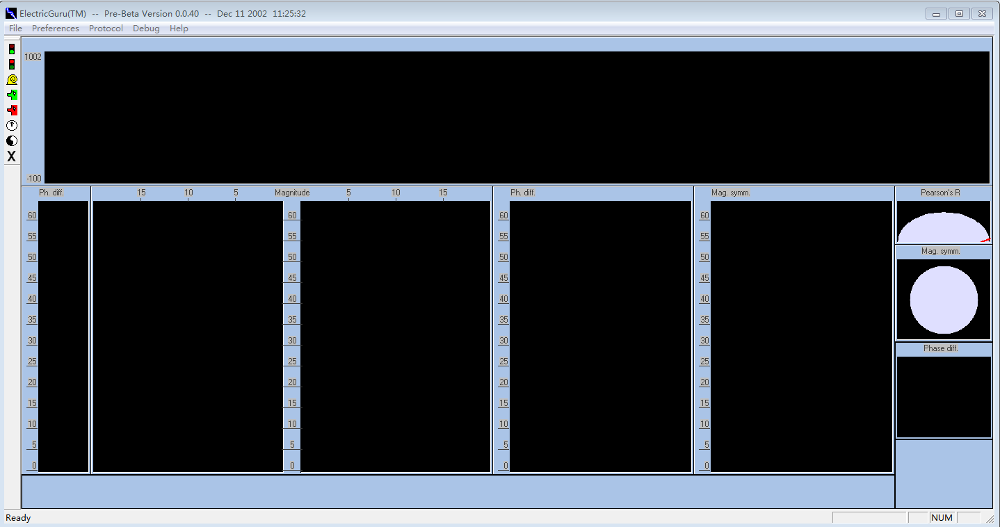 ElectricGuru(TM) -- Pre-Beta Version 0.0.40 -- Dec 11 2002 11:25:32
File Preferences Protocol Debug Help
1002
-100
Ph. diff. 15 10 5 Magnitude 5 10 15 Ph. diff. Mag. symm. Pearson's R
60 60 60 60
55 55 55 55
Mag. symm.
50 50 50 50
45 45 45 45
40 40 40 40
35 35 35 35
30 30 30 30
Phase diff.
25 25 25 25
20 20 20 20
15 15 15 15
10 10 10 10
5 5 5 5
0 0 0 0
X
Ready NUM